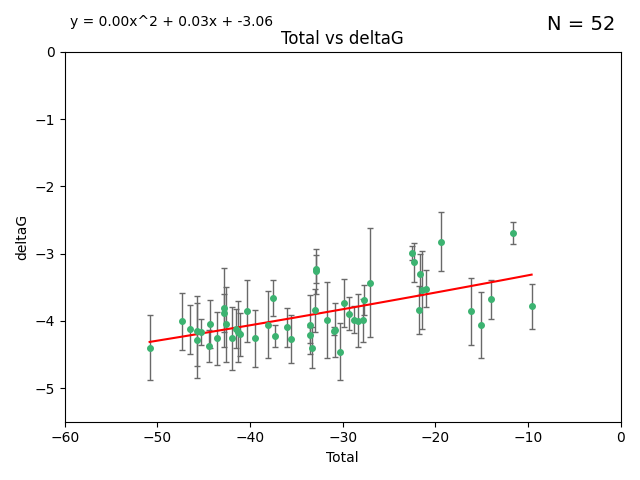 y = 0.00x^2 + 0.03x + -3.06
N = 52
Total vs deltaG
deltaG
0
−1
−2
−3
−4
−5
−60
−50
−40
−30
−20
−10
0
Total